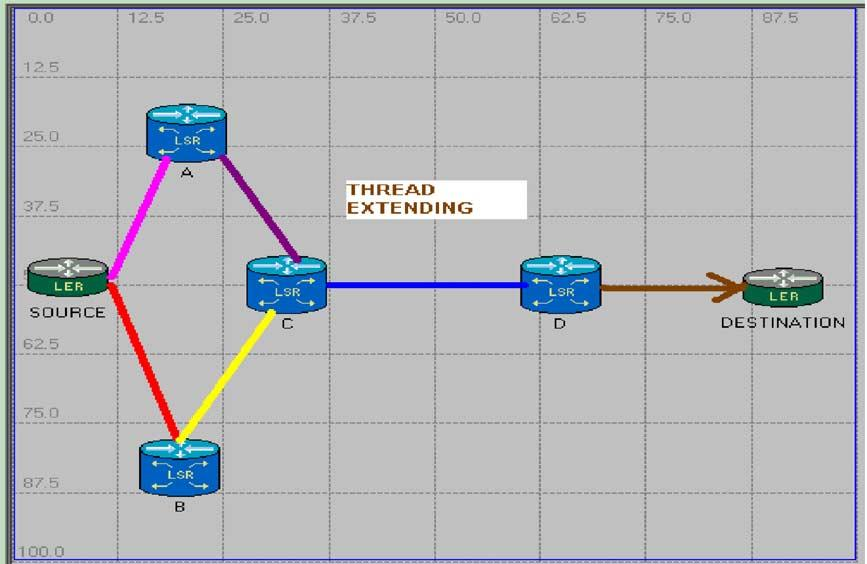 0.0 12.5 25.0 37.5 50.0 62.5 75.0 87.5
12.5
25.0
LSR
A
37.5
THREAD
EXTENDING
LER
SOURCE
LSR
C
LSR
D
LER
DESTINATION
62.5
75.0
LSR
87.5
B
100.0